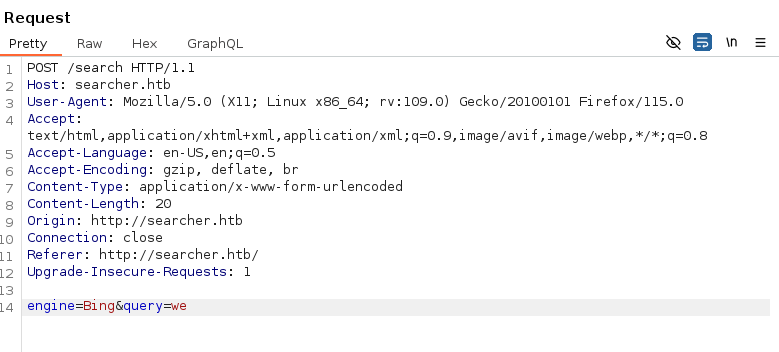 Request
Pretty Raw Hex GraphQL \n
1 POST /search HTTP/1.1
2 Host: searcher.htb
3 User-Agent: Mozilla/5.0 (X11; Linux x86_64; rv:109.0) Gecko/20100101 Firefox/115.0
4 Accept:
text/html,application/xhtml+xml,application/xml;q=0.9,image/avif,image/webp,*/*;q=0.8
5 Accept-Language: en-US,en;q=0.5
6 Accept-Encoding: gzip, deflate, br
7 Content-Type: application/x-www-form-urlencoded
8 Content-Length: 20
9 Origin: http://searcher.htb
10 Connection: close
11 Referer: http://searcher.htb/
12 Upgrade-Insecure-Requests: 1
13
14 engine=Bing&query=we